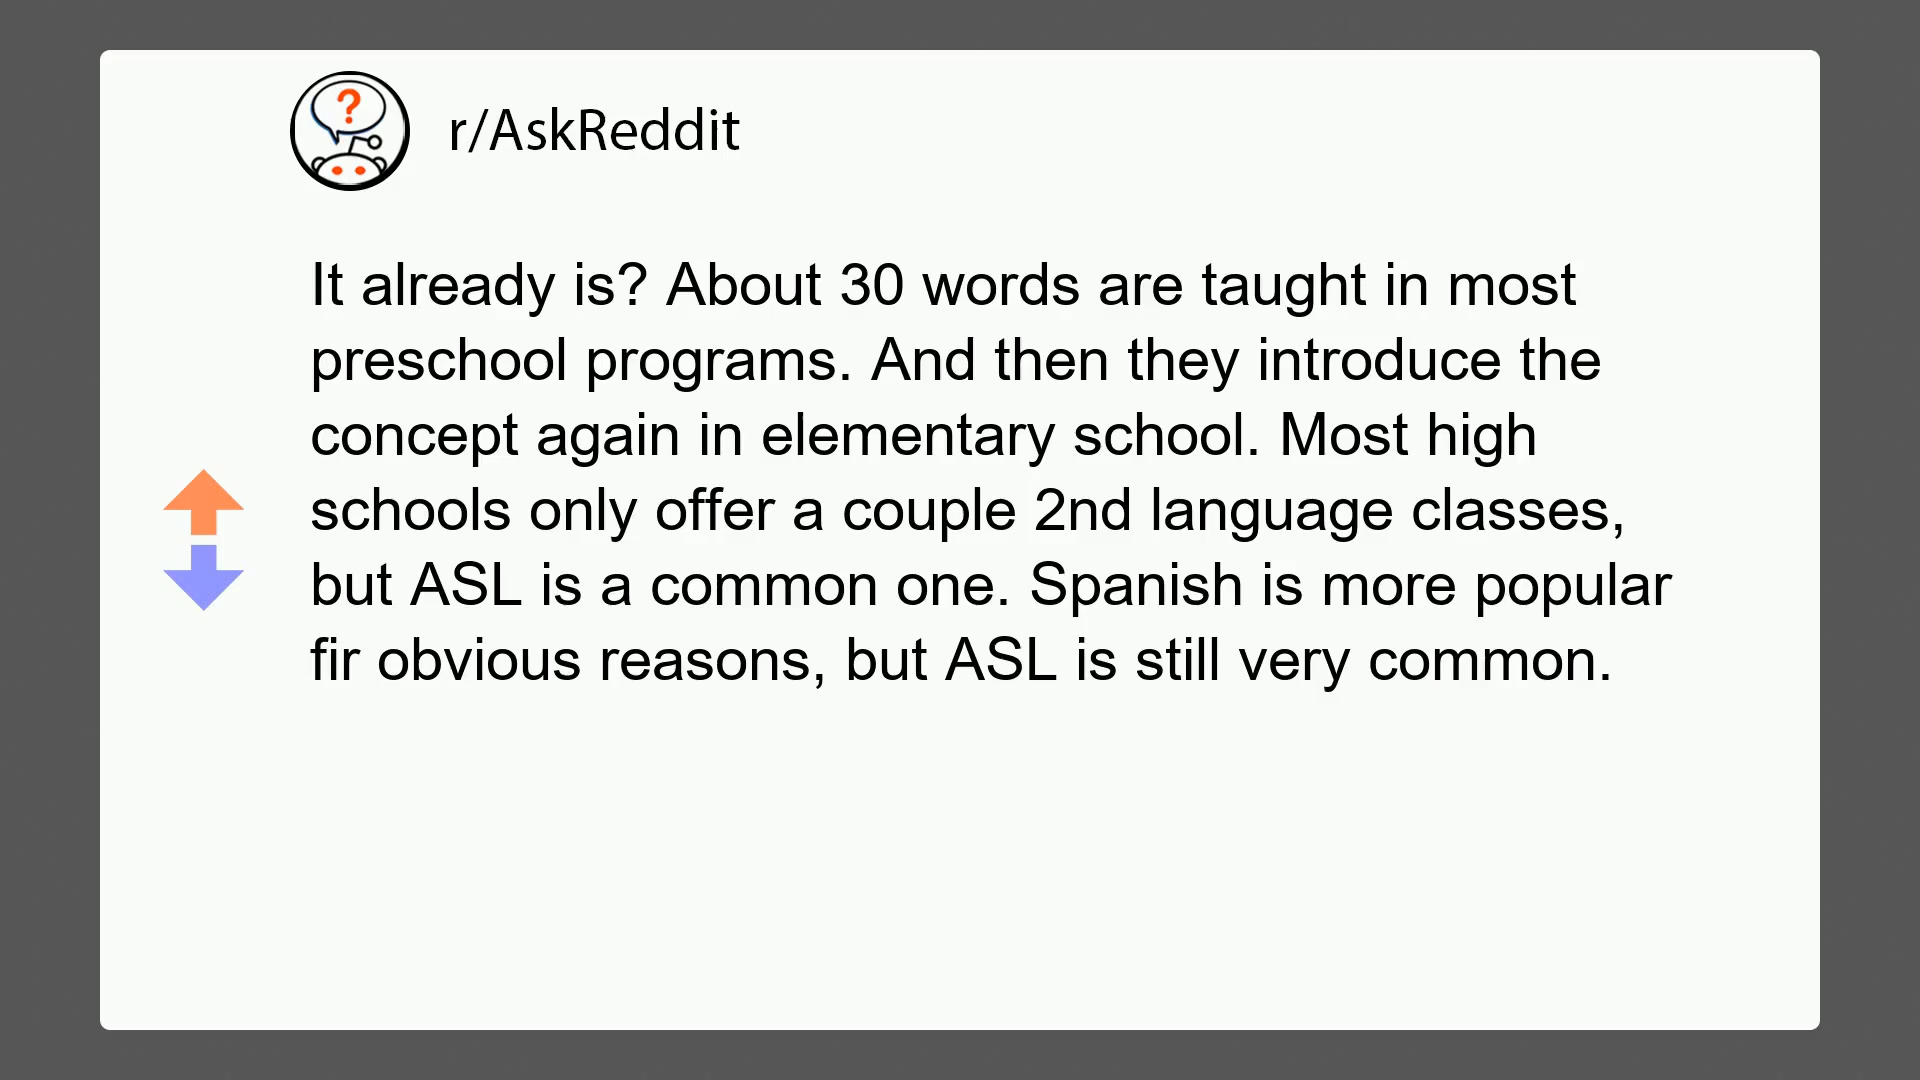 ?
r/AskReddit
It already is? About 30 words are taught in most
preschool programs. And then they introduce the
concept again in elementary school. Most high
schools only offer a couple 2nd language classes,
but ASL is a common one. Spanish is more popular
fir obvious reasons, but ASL is still very common.